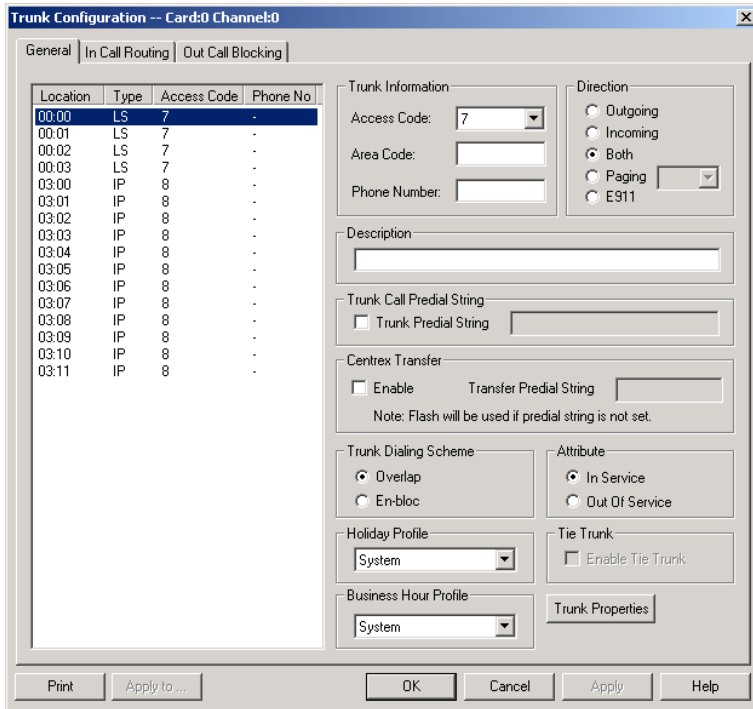 Trunk Configuration -- Card:0 Channel:0
General In Call Routing Out Call Blocking
Location Type Access Code Phone No
00:00 LS 7 -
00:01 LS 7 -
00:02 LS 7 -
00:03 LS 7 -
03:00 IP 8 -
03:01 IP 8 -
03:02 IP 8 -
03:03 IP 8 -
03:04 IP 8 -
03:05 IP 8 -
03:06 IP 8 -
03:07 IP 8 -
03:08 IP 8 -
03:09 IP 8 -
03:10 IP 8 -
03:11 IP 8 -
Trunk Information
Access Code: 7
Area Code:
Phone Number:
Direction
Outgoing
Incoming
Both
Paging
E911
Description
Trunk Call Predial String
Trunk Predial String
Centrex Transfer
Enable Transfer Predial String
Note: Flash will be used if predial string is not set.
Trunk Dialing Scheme
Overlap
En-bloc
Attribute
In Service
Out Of Service
Holiday Profile
System
Tie Trunk
Enable Tie Trunk
Business Hour Profile
System
Trunk Properties
Print Apply to ... OK Cancel Apply Help